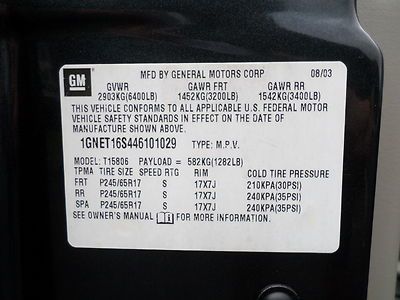 GM
MFD BY GENERAL MOTORS CORP 08/03
GVWR GAWR FRT GAWR RR
2903KG(6400LB) 1452KG(3200LB) 1542KG(3400LB)
THIS VEHICLE CONFORMS TO ALL APPLICABLE U.S. FEDERAL MOTOR
VEHICLE SAFETY STANDARDS IN EFFECT ON THE DATE OF
MANUFACTURE SHOWN ABOVE.
1GNET16S446101029 TYPE: M.P.V.
MODEL: T15806 PAYLOAD = 582KG(1282LB)
TPMA TIRE SIZE SPEED RTG RIM COLD TIRE PRESSURE
FRT P245/65R17 S 17X7J 210KPA(30PSI)
RR P245/65R17 S 17X7J 240KPA(35PSI)
SPA P245/65R17 S 17X7J 240KPA(35PSI)
SEE OWNER'S MANUAL FOR MORE INFORMATION.